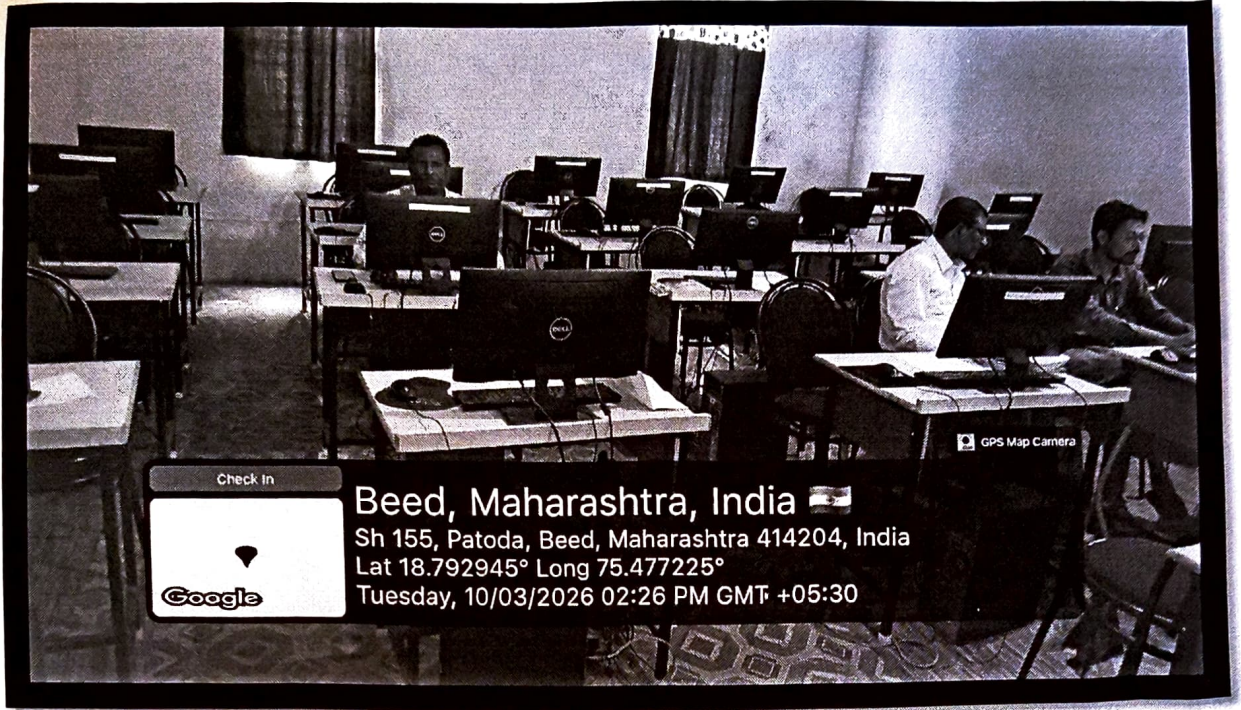 DELL
DELL
DELL
GPS Map Camera
Check In
Google
Beed, Maharashtra, India
Sh 155, Patoda, Beed, Maharashtra 414204, India
Lat 18.792945° Long 75.477225°
Tuesday, 10/03/2026 02:26 PM GMT +05:30